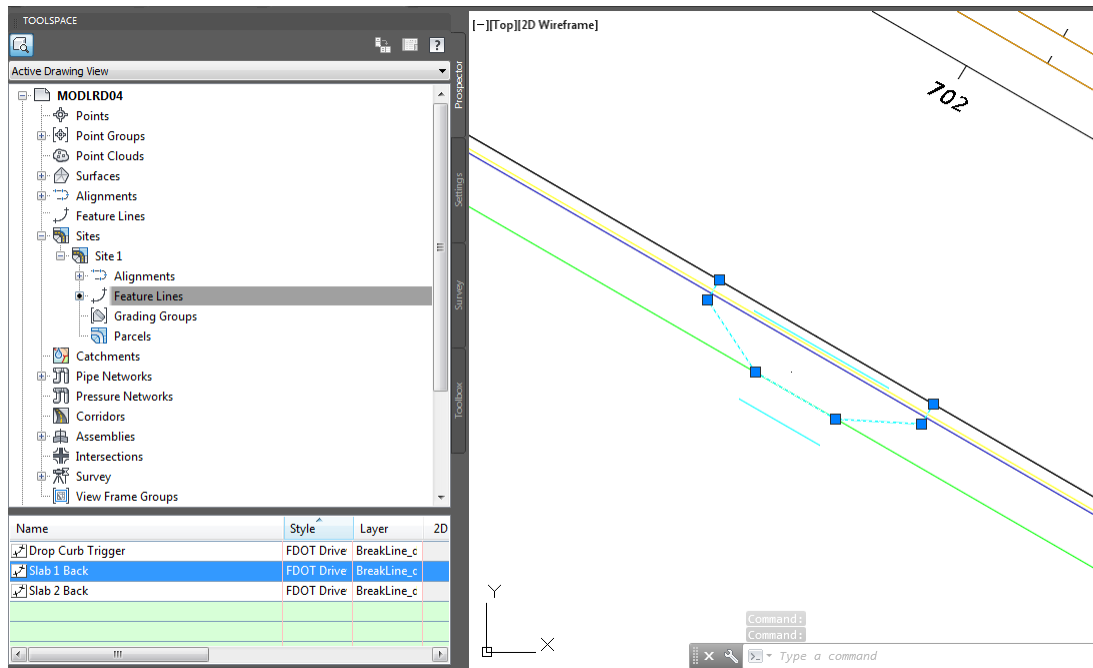 TOOLSPACE
?
Active Drawing View
MODLRD04
Points
Point Groups
Point Clouds
Surfaces
Alignments
Feature Lines
Sites
Site 1
Alignments
Feature Lines
Grading Groups
Parcels
Catchments
Pipe Networks
Pressure Networks
Corridors
Assemblies
Intersections
Survey
View Frame Groups
Prospector
Settings
Survey
Toolbox
Name Style Layer 2D
Drop Curb Trigger FDOT Drive BreakLine_d
Slab 1 Back FDOT Drive BreakLine_d
Slab 2 Back FDOT Drive BreakLine_d
[−][Top][2D Wireframe]
702
Y
X
Command:
Command:
Type a command